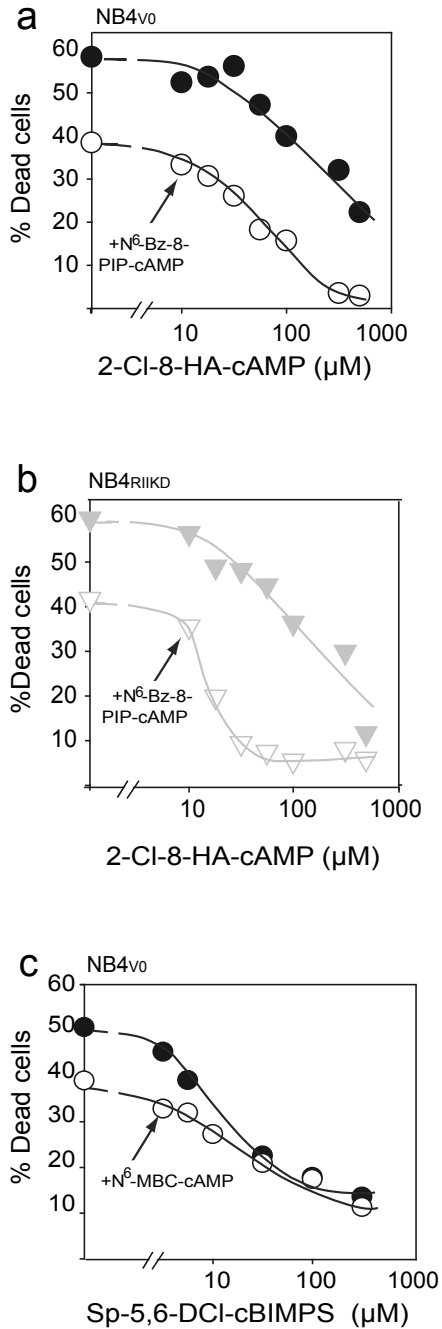 a
NB4V0
60
50
40
30
20
10
% Dead cells
+N⁶-Bz-8-
PIP-cAMP
10 100 1000
2-Cl-8-HA-cAMP (µM)
b
NB4RIIKD
60
50
40
30
20
10
%Dead cells
+N⁶-Bz-8-
PIP-cAMP
10 100 1000
2-Cl-8-HA-cAMP (µM)
c
NB4V0
60
50
40
30
20
10
% Dead cells
+N⁶-MBC-cAMP
10 100 1000
Sp-5,6-DCl-cBIMPS (µM)